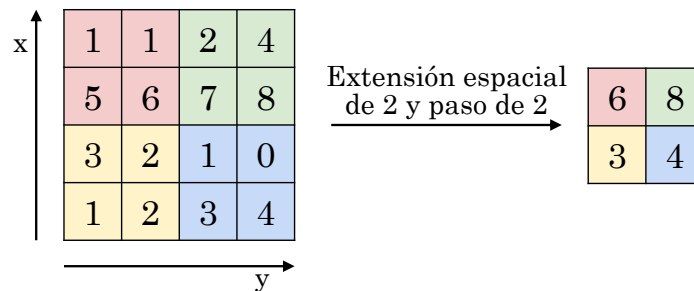 x
1 1 2 4
5 6 7 8
3 2 1 0
1 2 3 4
y
Extensión espacial
de 2 y paso de 2
6 8
3 4